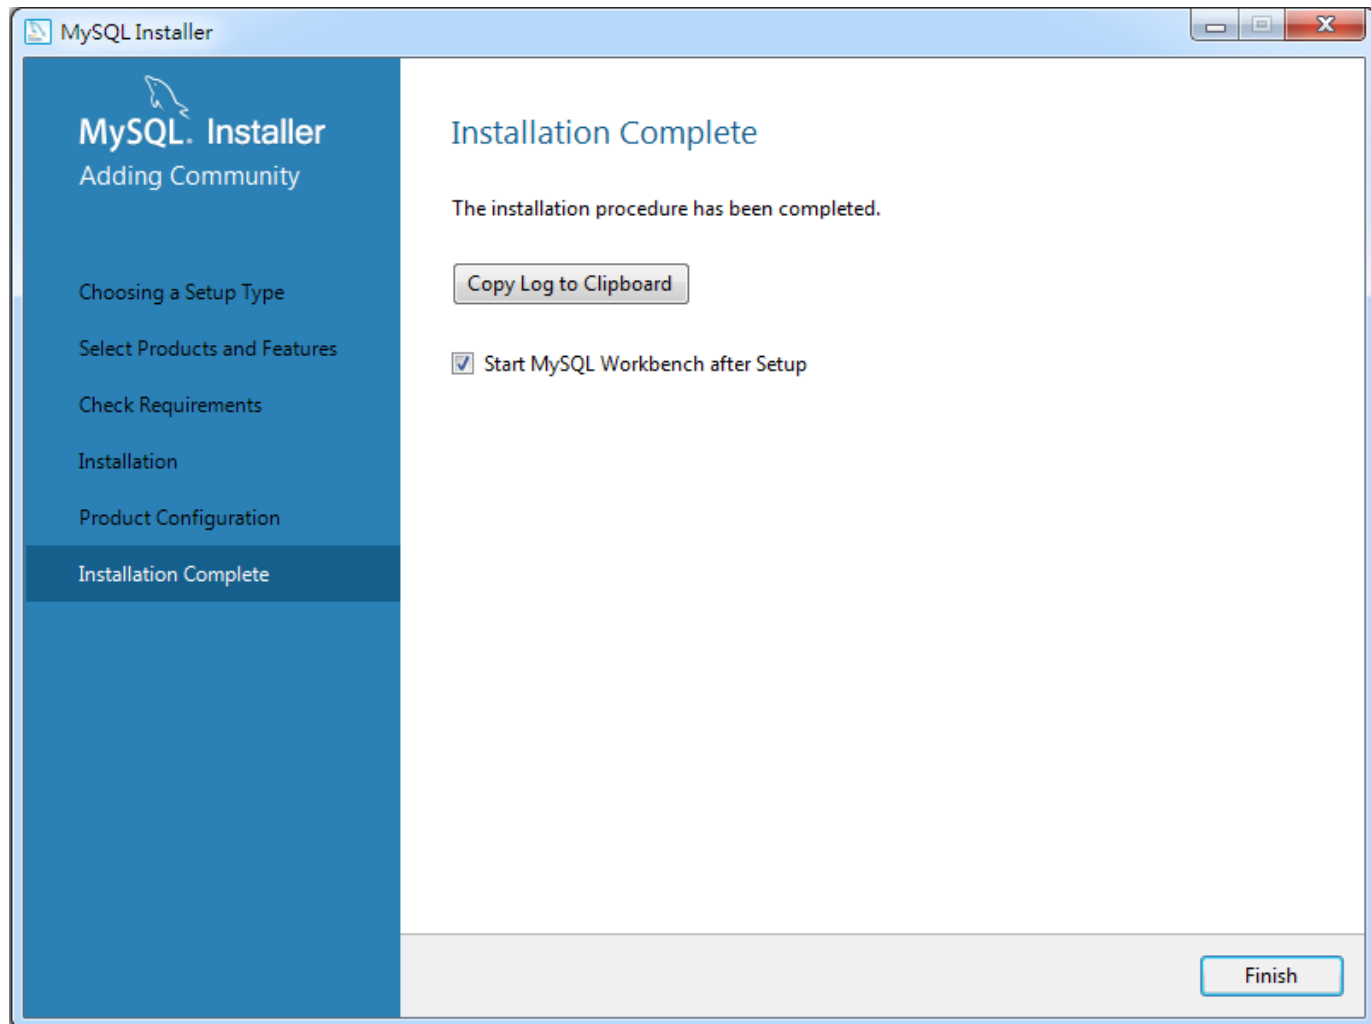 MySQL Installer
MySQL. Installer
Adding Community
Choosing a Setup Type
Select Products and Features
Check Requirements
Installation
Product Configuration
Installation Complete
Installation Complete
The installation procedure has been completed.
Copy Log to Clipboard
Start MySQL Workbench after Setup
Finish